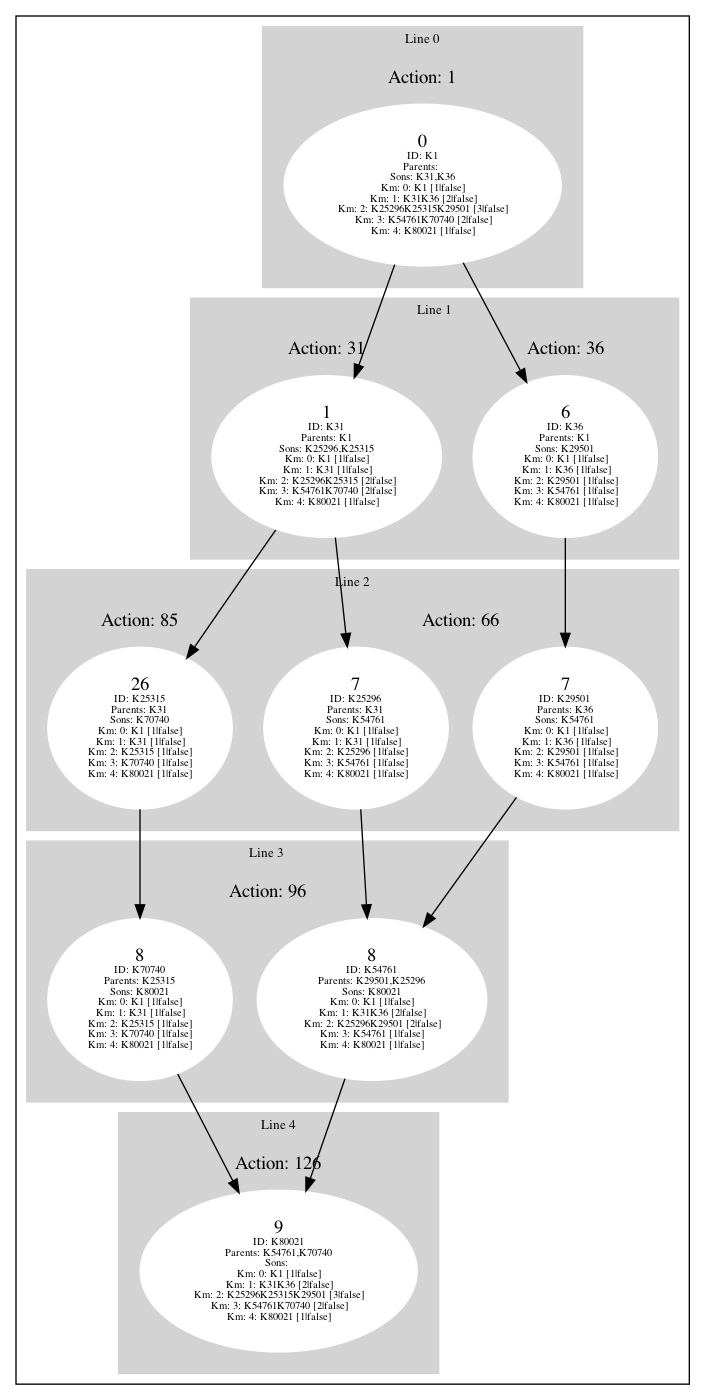 Line 0
Action: 1
0
ID: K1
Parents:
Sons: K31,K36
Km: 0: K1 [1|false]
Km: 1: K31K36 [2|false]
Km: 2: K25296K25315K29501 [3|false]
Km: 3: K54761K70740 [2|false]
Km: 4: K80021 [1|false]
Line 1
Action: 31
1
ID: K31
Parents: K1
Sons: K25296,K25315
Km: 0: K1 [1|false]
Km: 1: K31 [1|false]
Km: 2: K25296K25315 [2|false]
Km: 3: K54761K70740 [2|false]
Km: 4: K80021 [1|false]
Action: 36
6
ID: K36
Parents: K1
Sons: K29501
Km: 0: K1 [1|false]
Km: 1: K36 [1|false]
Km: 2: K29501 [1|false]
Km: 3: K54761 [1|false]
Km: 4: K80021 [1|false]
Line 2
Action: 85
26
ID: K25315
Parents: K31
Sons: K70740
Km: 0: K1 [1|false]
Km: 1: K31 [1|false]
Km: 2: K25315 [1|false]
Km: 3: K70740 [1|false]
Km: 4: K80021 [1|false]
Action: 66
7
ID: K25296
Parents: K31
Sons: K54761
Km: 0: K1 [1|false]
Km: 1: K31 [1|false]
Km: 2: K25296 [1|false]
Km: 3: K54761 [1|false]
Km: 4: K80021 [1|false]
7
ID: K29501
Parents: K36
Sons: K54761
Km: 0: K1 [1|false]
Km: 1: K36 [1|false]
Km: 2: K29501 [1|false]
Km: 3: K54761 [1|false]
Km: 4: K80021 [1|false]
Line 3
Action: 96
8
ID: K70740
Parents: K25315
Sons: K80021
Km: 0: K1 [1|false]
Km: 1: K31 [1|false]
Km: 2: K25315 [1|false]
Km: 3: K70740 [1|false]
Km: 4: K80021 [1|false]
8
ID: K54761
Parents: K29501,K25296
Sons: K80021
Km: 0: K1 [1|false]
Km: 1: K31K36 [2|false]
Km: 2: K25296K29501 [2|false]
Km: 3: K54761 [1|false]
Km: 4: K80021 [1|false]
Line 4
Action: 126
9
ID: K80021
Parents: K54761,K70740
Sons:
Km: 0: K1 [1|false]
Km: 1: K31K36 [2|false]
Km: 2: K25296K25315K29501 [3|false]
Km: 3: K54761K70740 [2|false]
Km: 4: K80021 [1|false]